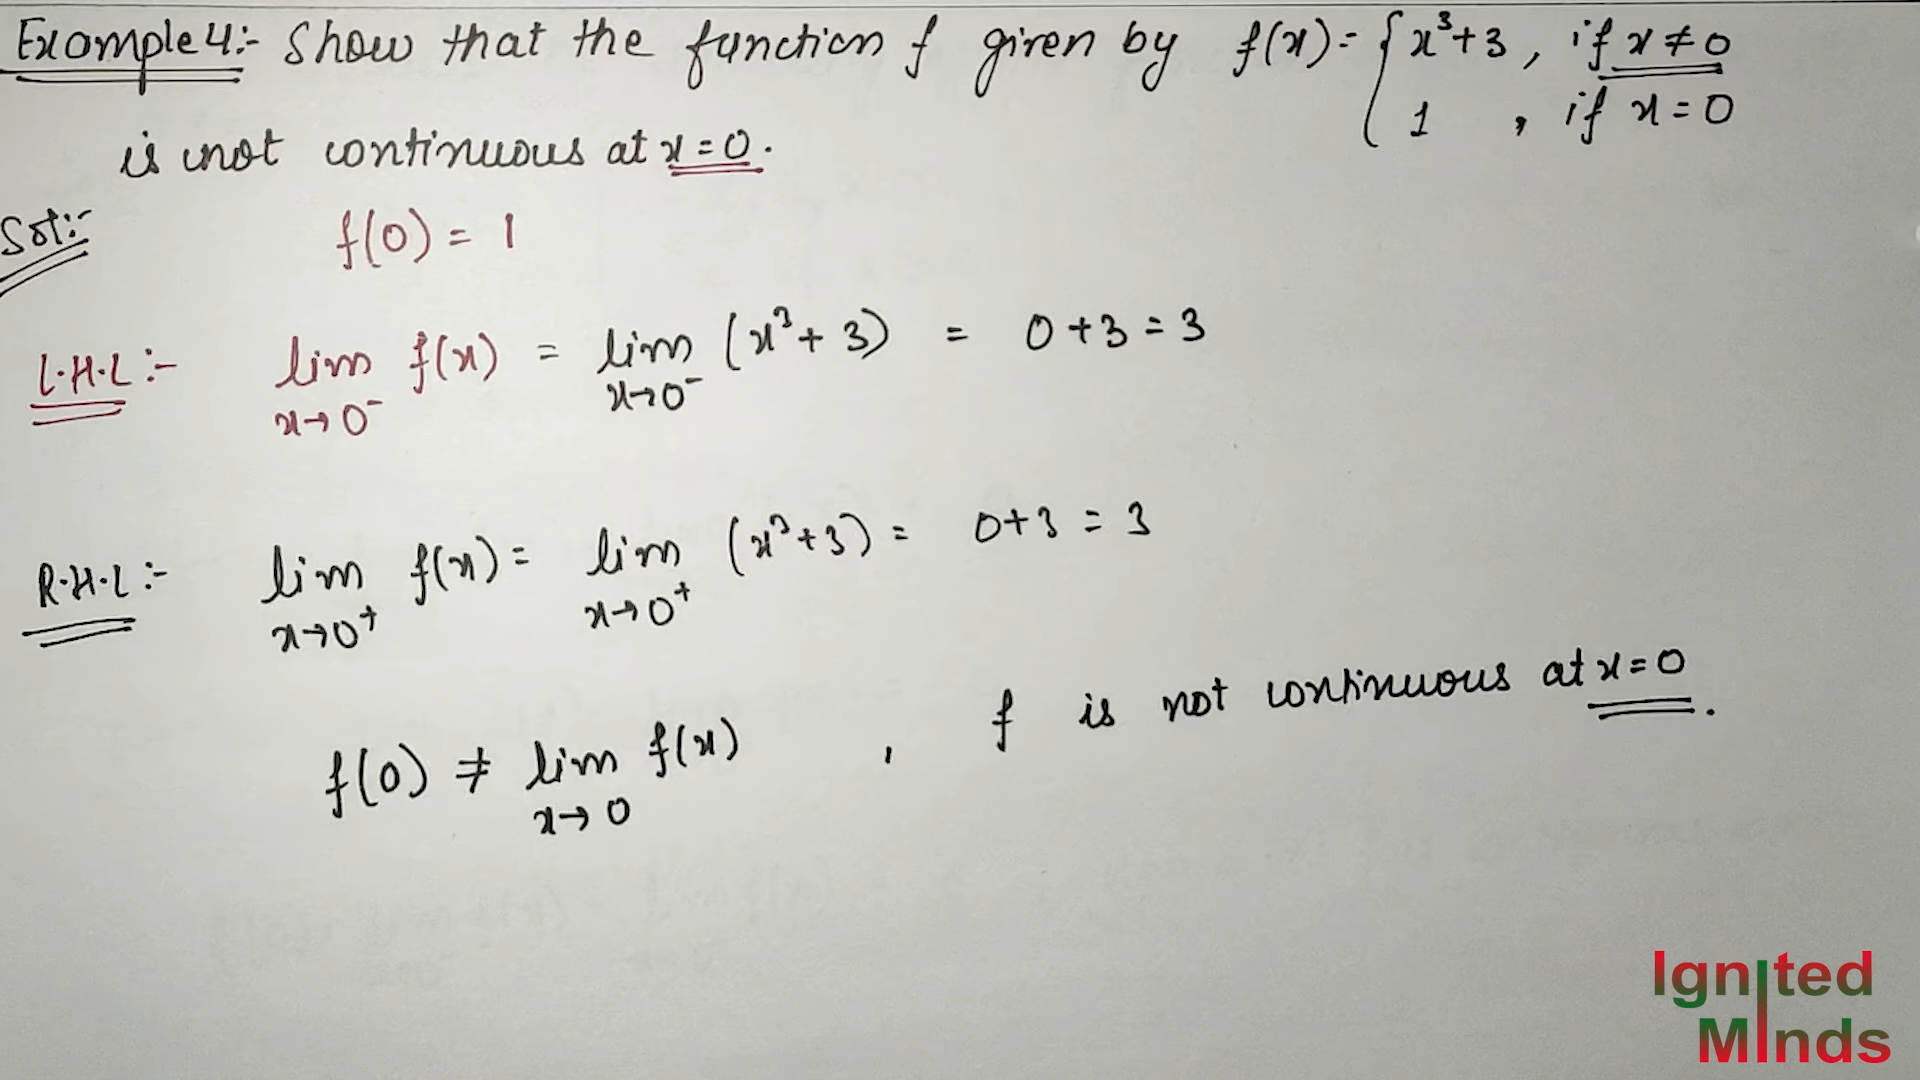 Example 4:- Show that the function f given by f(x) = { x³+3, if x ≠ 0
1 , if x = 0
is not continuous at x = 0.
Sol:-
f(0) = 1
L.H.L :- lim f(x) = lim (x³ + 3) = 0 + 3 = 3
x→0⁻ x→0⁻
R.H.L :- lim f(x) = lim (x³+3) = 0+3 = 3
x→0⁺ x→0⁺
f(0) ≠ lim f(x) , f is not continuous at x = 0.
x→0
Ignited
Minds